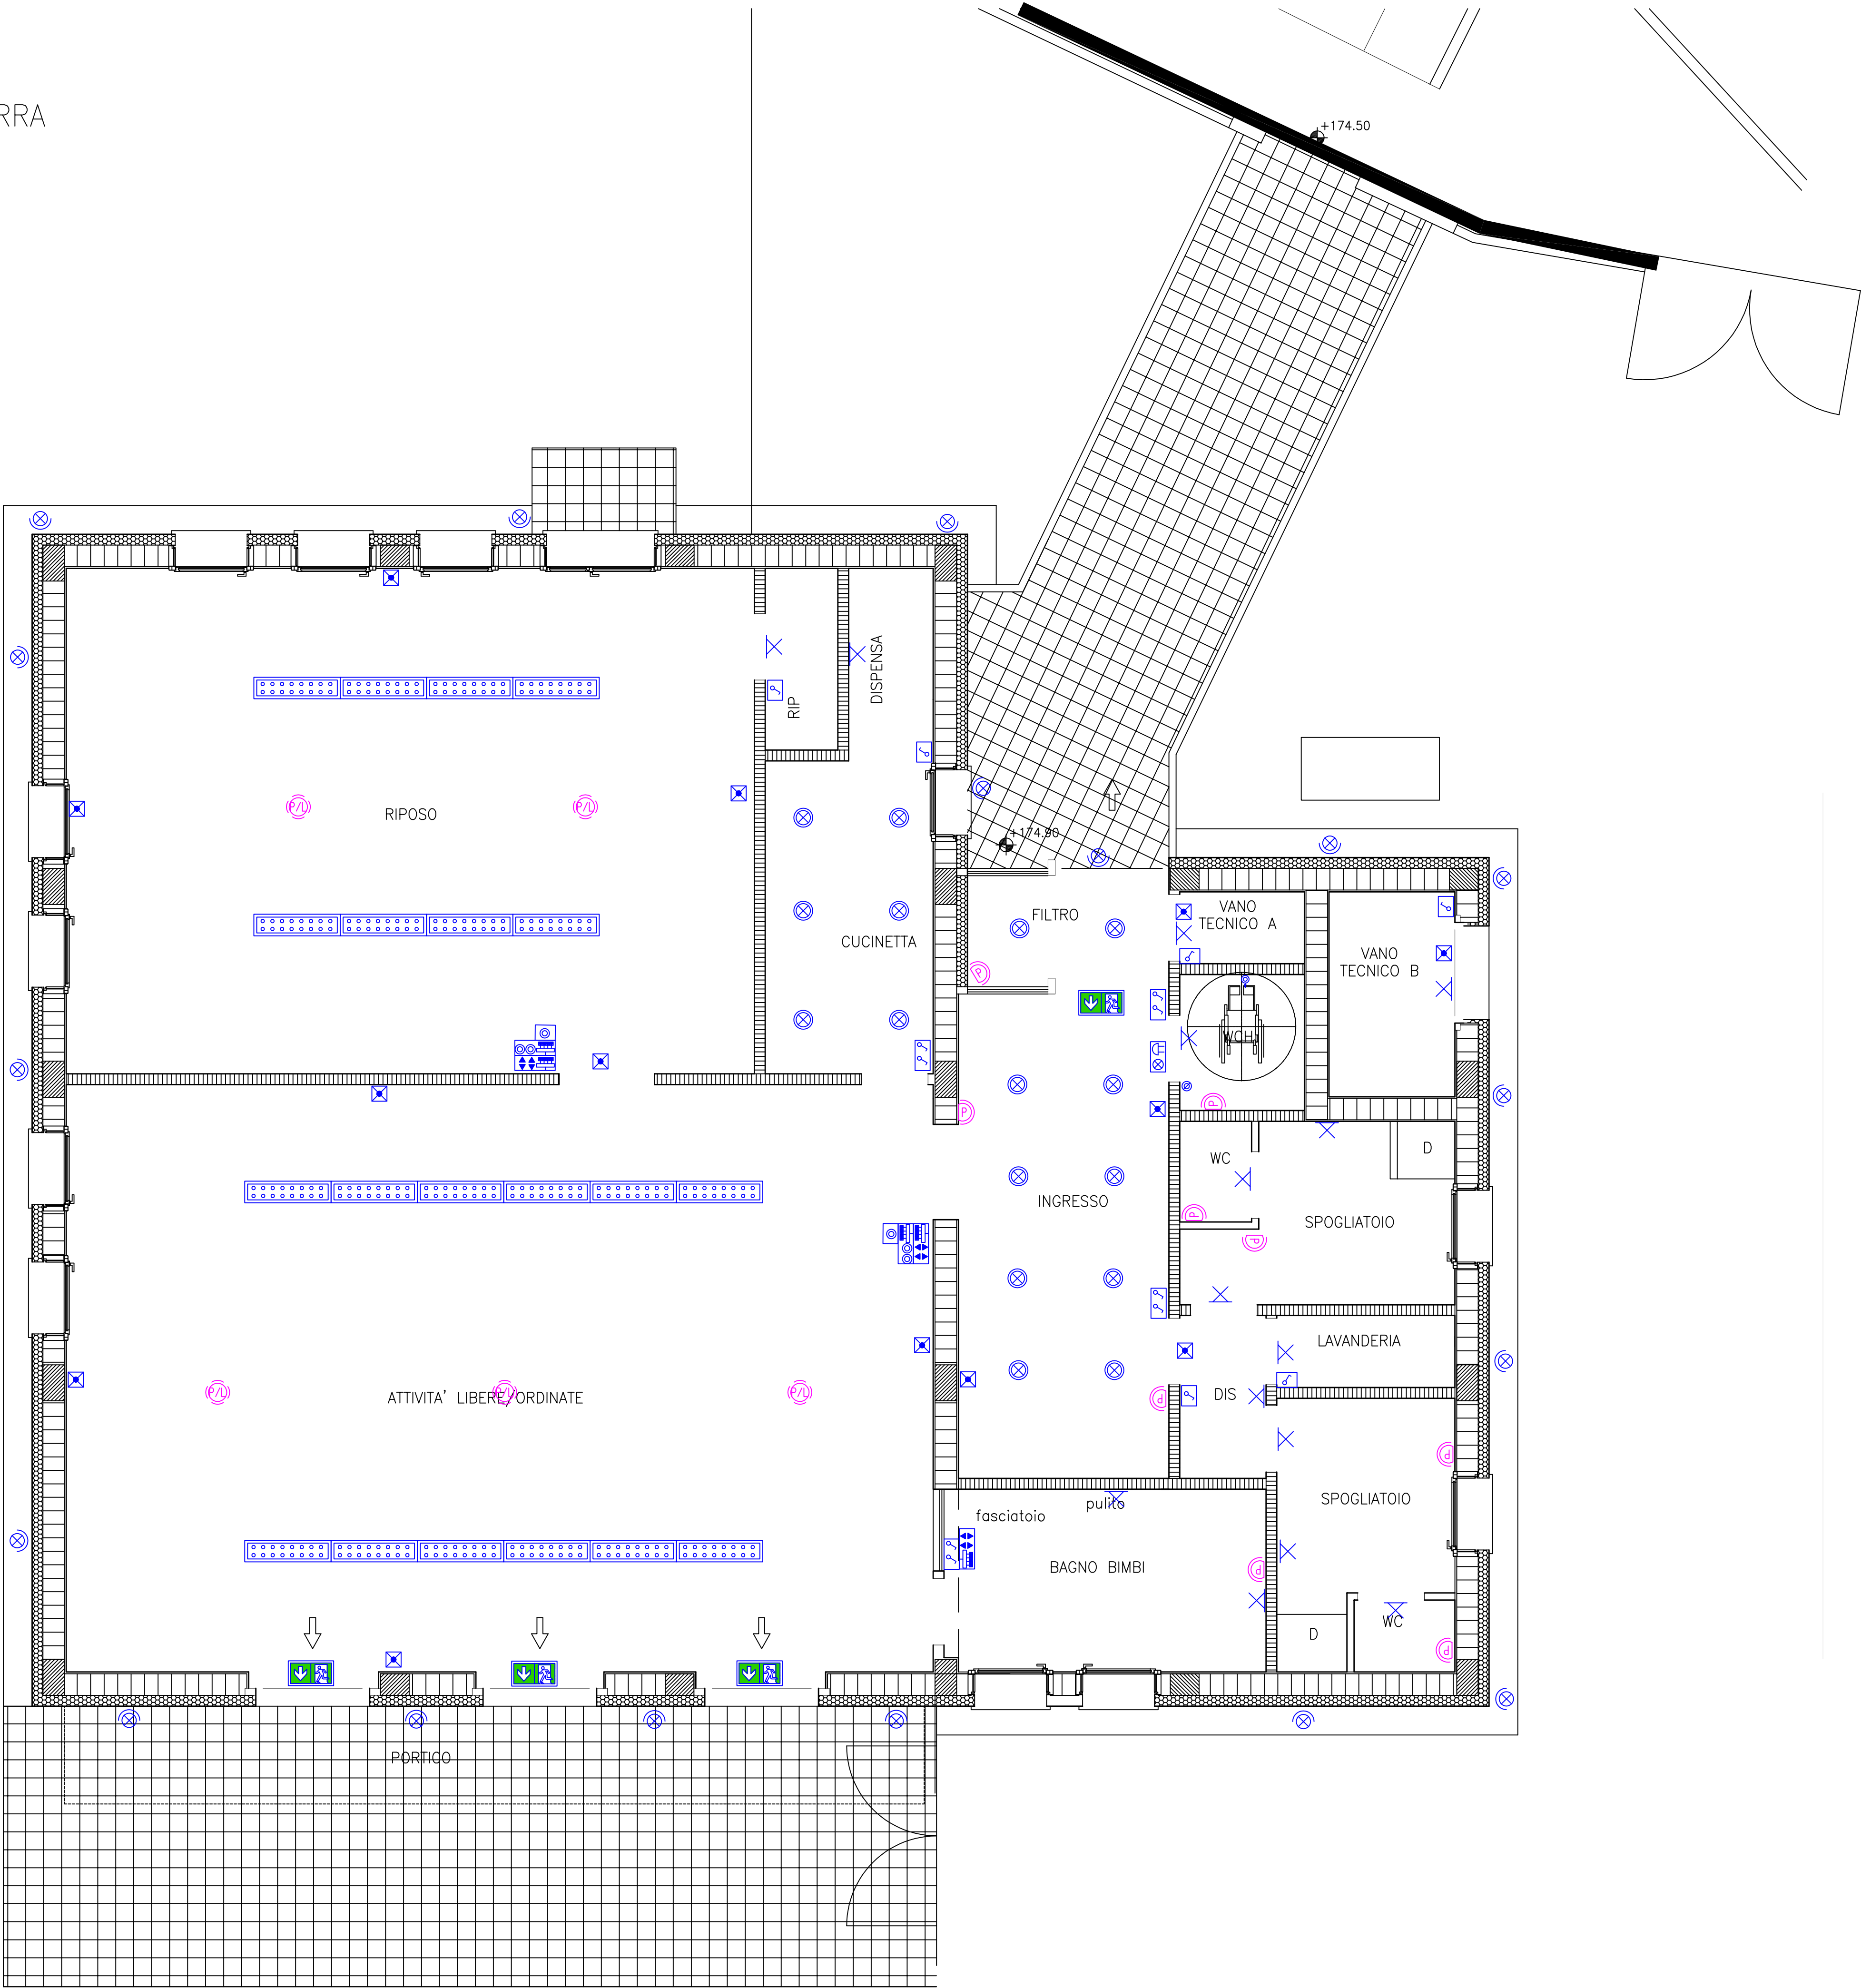 RRA
+174.50
DISPENSA
RIP
RIPOSO
P/L
P/L
+174.90
FILTRO
VANO
TECNICO A
VANO
TECNICO B
CUCINETTA
P
WCH
P
P
D
WC
P
INGRESSO
SPOGLIATOIO
P
LAVANDERIA
P/L
P/L
P/L
ATTIVITA' LIBERE/ORDINATE
DIS
P
P
SPOGLIATOIO
pulito
fasciatoio
BAGNO BIMBI
P
D
WC
P
PORTICO